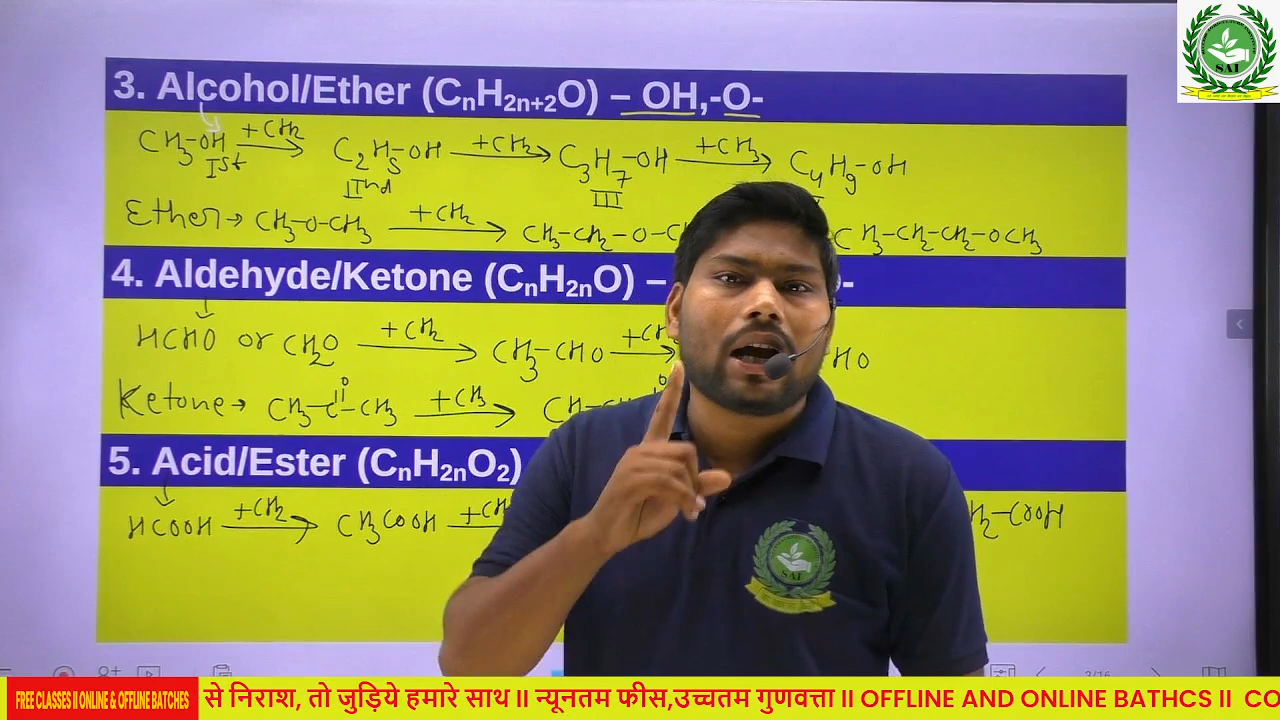 SAI
3. Alcohol/Ether (CnH2n+2O) – OH,-O-
CH3-OH +CH2 → C2H5-OH +CH2 → C3H7-OH +CH3 → C4H9-OH
Ist IInd III
Ether → CH3-O-CH3 +CH2 → CH3-CH2-O-C CH3-CH2-CH2-OCH3
4. Aldehyde/Ketone (CnH2nO) – -
HCHO or CH2O +CH2 → CH3-CHO HO
Ketone → CH3-C-CH3 +CH3 →
O
5. Acid/Ester (CnH2nO2)
HCOOH +CH2 → CH3COOH H2-COOH
SAI
FREE CLASSES II ONLINE & OFFLINE BATCHES से निराश, तो जुड़िये हमारे साथ II न्यूनतम फीस,उच्चतम गुणवत्ता II OFFLINE AND ONLINE BATHCS II CO